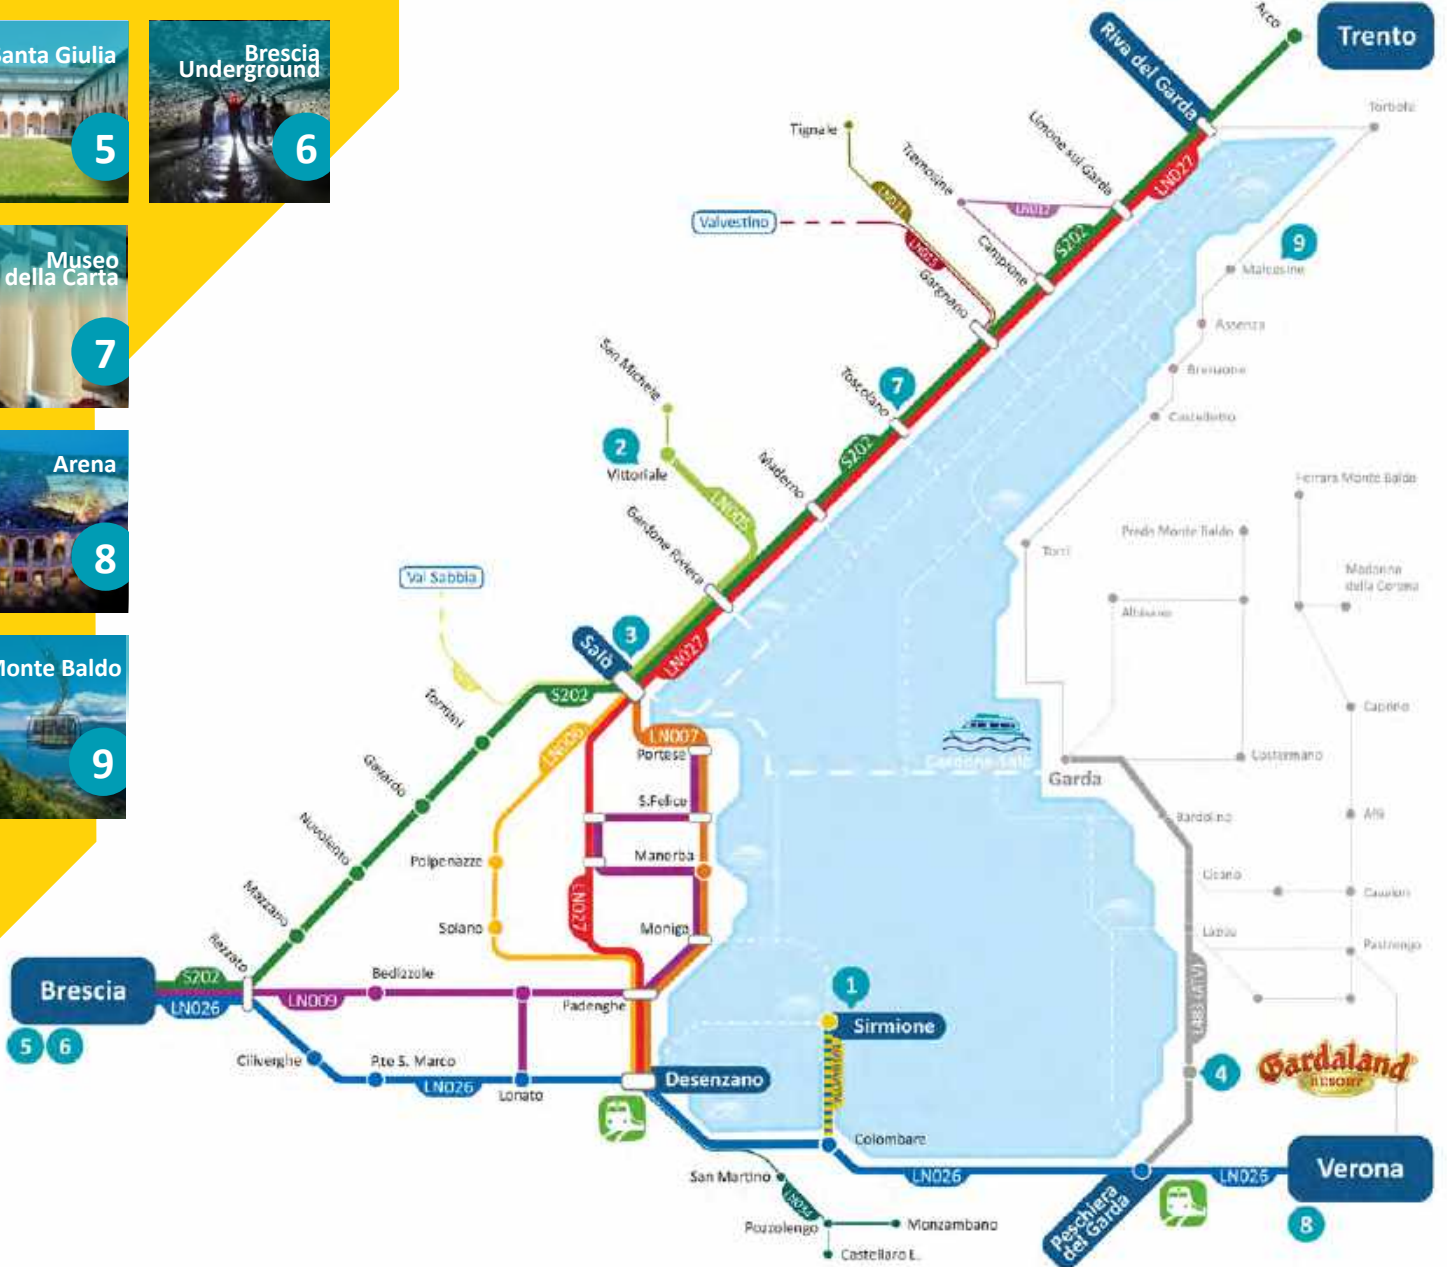 Santa Giulia
5
Brescia
Underground
6
Museo
della Carta
7
Arena
8
Monte Baldo
9
Arco
Trento
Riva del Garda
Torbole
Tignale
Tremosine
Limone sul Garda
LN027
LN012
Valvestino
S202
Campione
Gargnano
9
Malcesine
Assenza
Brenzone
Castelletto
San Michele
Toscolano
7
2
Vittoriale
S202
Maderno
LN005
Gardone Riviera
Ferrara Monte Baldo
Prada Monte Baldo
Torri
Madonna
della Corona
Albisano
Val Sabbia
Salò
3
LN027
S202
Tormini
LN006
LN007
Portese
Caprino
Costermano
Garda
Gavardo
S.Felice
Bardolino
Affi
Nuvolento
Polpenazze
Manerba
Cisano
Cavaion
Mazzano
LN027
Soiano
Moniga
Lazise
Pastrengo
Rezzato
Brescia
S202
LN026
LN009
Bedizzole
Padenghe
1
Sirmione
5
6
Ciliverghe
P.te S. Marco
LN026
Lonato
Desenzano
4
Gardaland
RESORT
Colombare
San Martino
LN026
LN026
Verona
Peschiera
del Garda
8
Pozzolengo
Monzambano
Castellaro L.